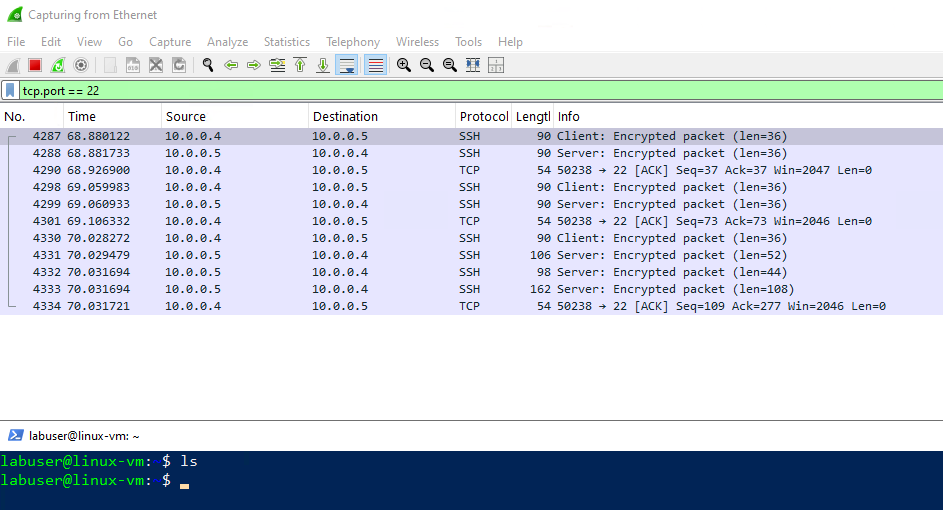 Capturing from Ethernet
File Edit View Go Capture Analyze Statistics Telephony Wireless Tools Help
tcp.port == 22
No. Time Source Destination Protocol Lengtl Info
4287 68.880122 10.0.0.4 10.0.0.5 SSH 90 Client: Encrypted packet (len=36)
4288 68.881733 10.0.0.5 10.0.0.4 SSH 90 Server: Encrypted packet (len=36)
4290 68.926900 10.0.0.4 10.0.0.5 TCP 54 50238 → 22 [ACK] Seq=37 Ack=37 Win=2047 Len=0
4298 69.059983 10.0.0.4 10.0.0.5 SSH 90 Client: Encrypted packet (len=36)
4299 69.060933 10.0.0.5 10.0.0.4 SSH 90 Server: Encrypted packet (len=36)
4301 69.106332 10.0.0.4 10.0.0.5 TCP 54 50238 → 22 [ACK] Seq=73 Ack=73 Win=2046 Len=0
4330 70.028272 10.0.0.4 10.0.0.5 SSH 90 Client: Encrypted packet (len=36)
4331 70.029479 10.0.0.5 10.0.0.4 SSH 106 Server: Encrypted packet (len=52)
4332 70.031694 10.0.0.5 10.0.0.4 SSH 98 Server: Encrypted packet (len=44)
4333 70.031694 10.0.0.5 10.0.0.4 SSH 162 Server: Encrypted packet (len=108)
4334 70.031721 10.0.0.4 10.0.0.5 TCP 54 50238 → 22 [ACK] Seq=109 Ack=277 Win=2046 Len=0
labuser@linux-vm: ~
labuser@linux-vm: $ ls
labuser@linux-vm: $